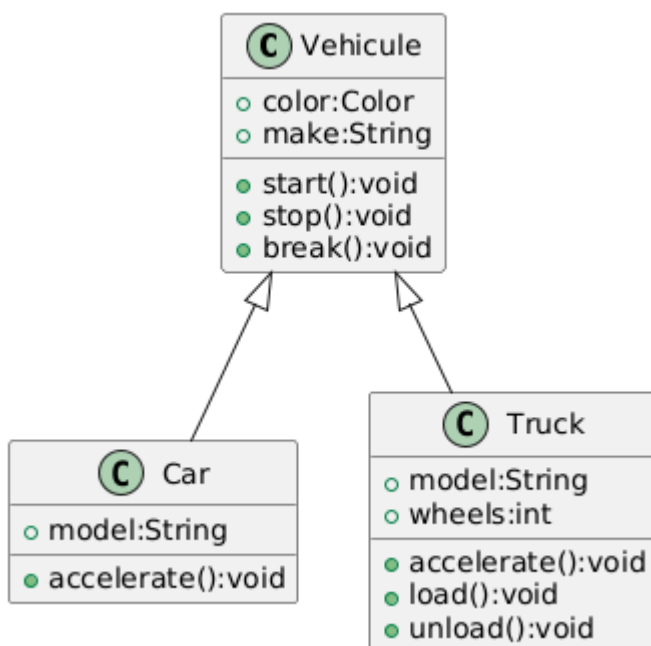 C Vehicule
color:Color
make:String
start():void
stop():void
break():void
C Car
model:String
accelerate():void
C Truck
model:String
wheels:int
accelerate():void
load():void
unload():void